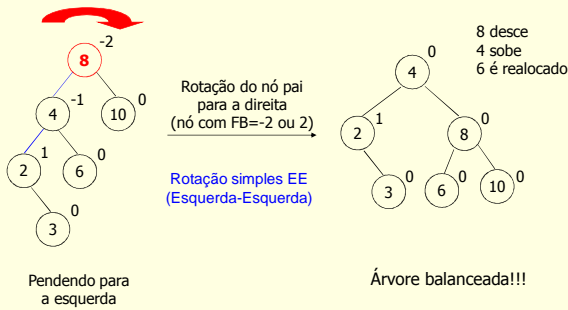 -2
8
-1
4
0
10
1
2
0
6
0
3
Pendendo para
a esquerda
Rotação do nó pai
para a direita
(nó com FB=-2 ou 2)
Rotação simples EE
(Esquerda-Esquerda)
8 desce
4 sobe
6 é realocado
0
4
1
2
0
8
0
3
0
6
0
10
Árvore balanceada!!!